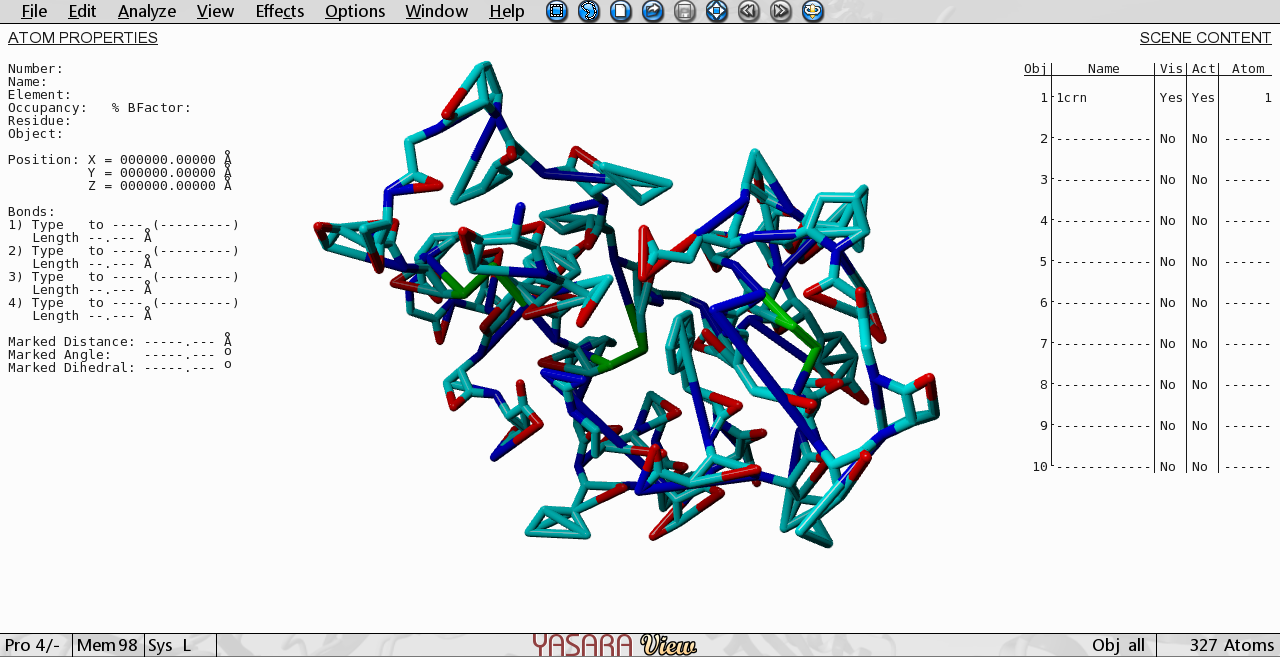 File Edit Analyze View Effects Options Window Help
ATOM PROPERTIES
Number:
Name:
Element:
Occupancy:   % BFactor:
Residue:
Object:
Position: X = 000000.00000 Å
Y = 000000.00000 Å
Z = 000000.00000 Å
Bonds:
1) Type   to ----.(---------)
Length --.--- Å
2) Type   to ----.(---------)
Length --.--- Å
3) Type   to ----.(---------)
Length --.--- Å
4) Type   to ----.(---------)
Length --.--- Å
Marked Distance: -----.--- Å
Marked Angle:    -----.--- o
Marked Dihedral: -----.--- o
SCENE CONTENT
Obj Name Vis Act Atom
1 1crn Yes Yes 1
2 ------------ No No ------
3 ------------ No No ------
4 ------------ No No ------
5 ------------ No No ------
6 ------------ No No ------
7 ------------ No No ------
8 ------------ No No ------
9 ------------ No No ------
10 ------------ No No ------
Pro 4/- Mem 98 Sys L YASARA View Obj all 327 Atoms